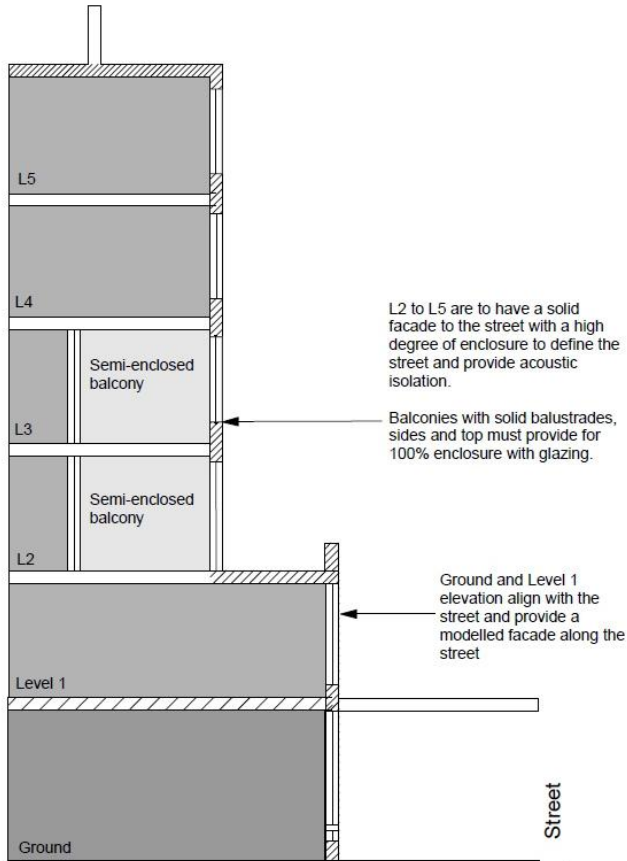 L5
L4
L2 to L5 are to have a solid
facade to the street with a high
degree of enclosure to define the
street and provide acoustic
isolation.
Semi-enclosed
balcony
L3
Balconies with solid balustrades,
sides and top must provide for
100% enclosure with glazing.
Semi-enclosed
balcony
L2
Ground and Level 1
elevation align with the
street and provide a
modelled facade along the
street
Level 1
Street
Ground